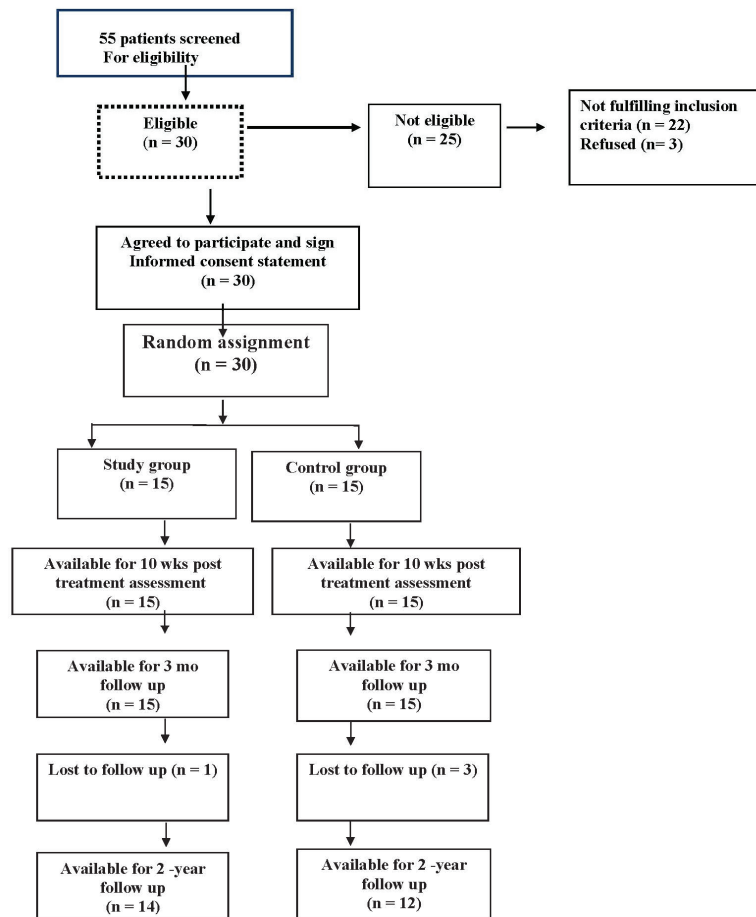 55 patients screened
For eligibility
Eligible
(n = 30)
Not eligible
(n = 25)
Not fulfilling inclusion
criteria (n = 22)
Refused (n= 3)
Agreed to participate and sign
Informed consent statement
(n = 30)
Random assignment
(n = 30)
Study group
(n = 15)
Control group
(n = 15)
Available for 10 wks post
treatment assessment
(n = 15)
Available for 10 wks post
treatment assessment
(n = 15)
Available for 3 mo
follow up
(n = 15)
Available for 3 mo
follow up
(n = 15)
Lost to follow up (n = 1)
Lost to follow up (n = 3)
Available for 2 -year
follow up
(n = 14)
Available for 2 -year
follow up
(n = 12)